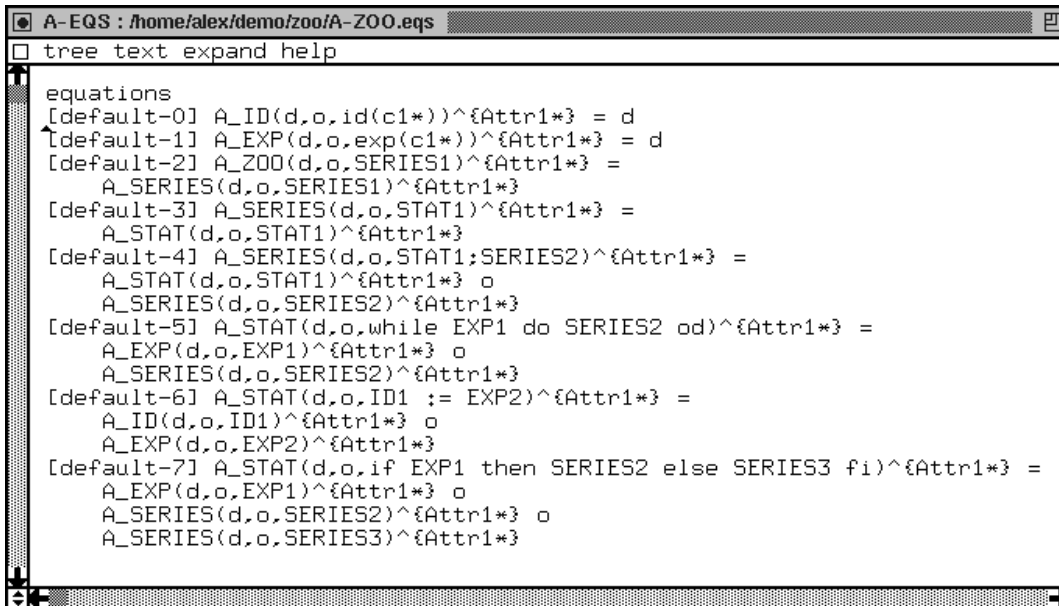 A-EQS : /home/alex/demo/zoo/A-ZOO.eqs
tree text expand help
equations
[default-0] A_ID(d,o,id(c1*))^{Attr1*} = d
[default-1] A_EXP(d,o,exp(c1*))^{Attr1*} = d
[default-2] A_ZOO(d,o,SERIES1)^{Attr1*} =
A_SERIES(d,o,SERIES1)^{Attr1*}
[default-3] A_SERIES(d,o,STAT1)^{Attr1*} =
A_STAT(d,o,STAT1)^{Attr1*}
[default-4] A_SERIES(d,o,STAT1;SERIES2)^{Attr1*} =
A_STAT(d,o,STAT1)^{Attr1*} o
A_SERIES(d,o,SERIES2)^{Attr1*}
[default-5] A_STAT(d,o,while EXP1 do SERIES2 od)^{Attr1*} =
A_EXP(d,o,EXP1)^{Attr1*} o
A_SERIES(d,o,SERIES2)^{Attr1*}
[default-6] A_STAT(d,o,ID1 := EXP2)^{Attr1*} =
A_ID(d,o,ID1)^{Attr1*} o
A_EXP(d,o,EXP2)^{Attr1*}
[default-7] A_STAT(d,o,if EXP1 then SERIES2 else SERIES3 fi)^{Attr1*} =
A_EXP(d,o,EXP1)^{Attr1*} o
A_SERIES(d,o,SERIES2)^{Attr1*} o
A_SERIES(d,o,SERIES3)^{Attr1*}